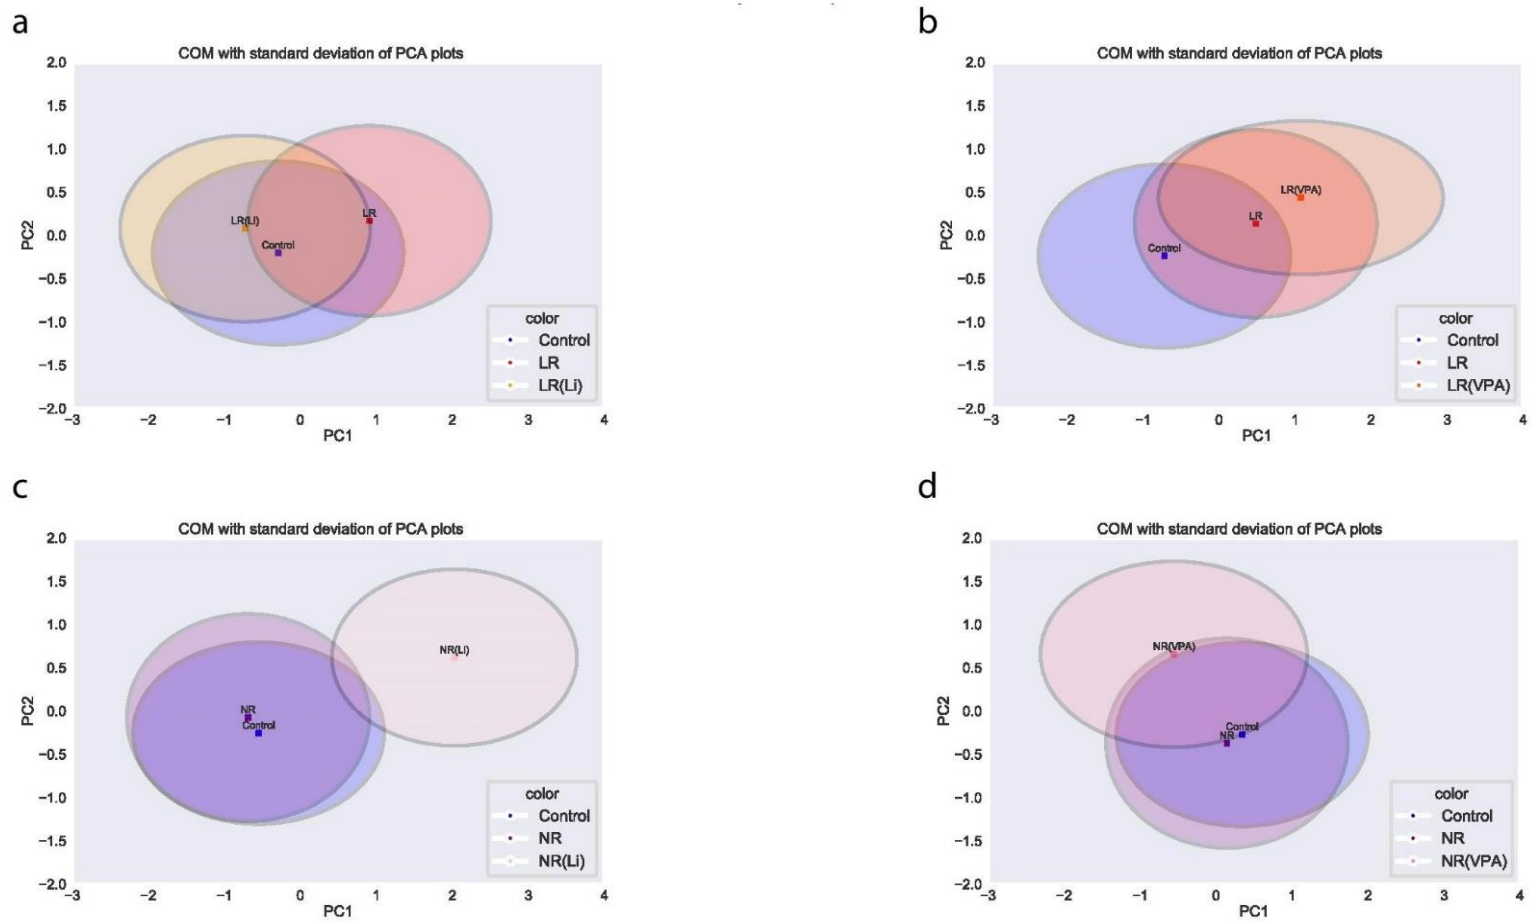 a
COM with standard deviation of PCA plots
2.0
1.5
1.0
0.5
0.0
−0.5
−1.0
−1.5
−2.0
PC2
LR(Li)
LR
Control
color
Control
LR
LR(Li)
−3 −2 −1 0 1 2 3 4
PC1
b
COM with standard deviation of PCA plots
2.0
1.5
1.0
0.5
0.0
−0.5
−1.0
−1.5
−2.0
PC2
LR(VPA)
LR
Control
color
Control
LR
LR(VPA)
−3 −2 −1 0 1 2 3 4
PC1
c
COM with standard deviation of PCA plots
2.0
1.5
1.0
0.5
0.0
−0.5
−1.0
−1.5
−2.0
PC2
NR(Li)
NR
Control
color
Control
NR
NR(Li)
−3 −2 −1 0 1 2 3 4
PC1
d
COM with standard deviation of PCA plots
2.0
1.5
1.0
0.5
0.0
−0.5
−1.0
−1.5
−2.0
PC2
NR(VPA)
Control
NR
color
Control
NR
NR(VPA)
−3 −2 −1 0 1 2 3 4
PC1